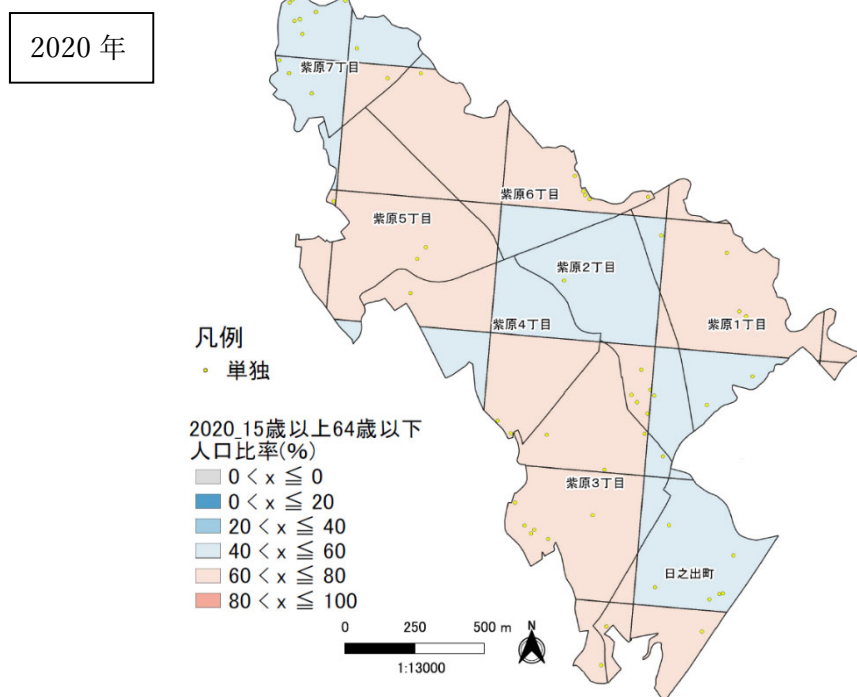 2020 年
紫原7丁目
紫原6丁目
紫原5丁目
紫原2丁目
紫原4丁目
紫原1丁目
紫原3丁目
日之出町
凡例
単独
2020_15歳以上64歳以下
人口比率(%)
0 < x ≦ 0
0 < x ≦ 20
20 < x ≦ 40
40 < x ≦ 60
60 < x ≦ 80
80 < x ≦ 100
0 250 500 m
N
1:13000